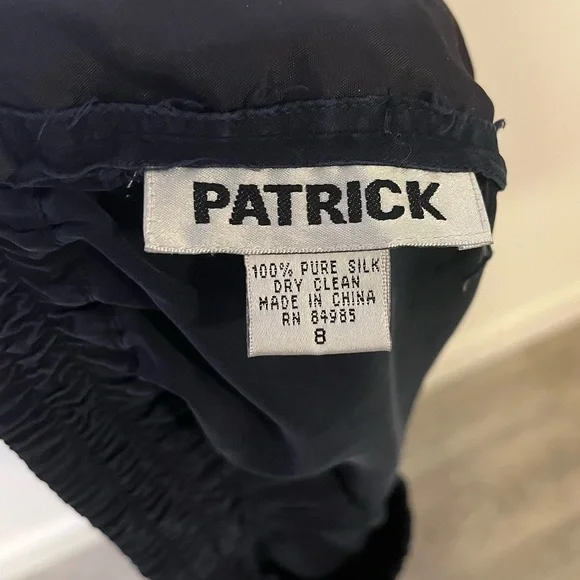 PATRICK
100% PURE SILK
DRY CLEAN
MADE IN CHINA
RN 84985
8